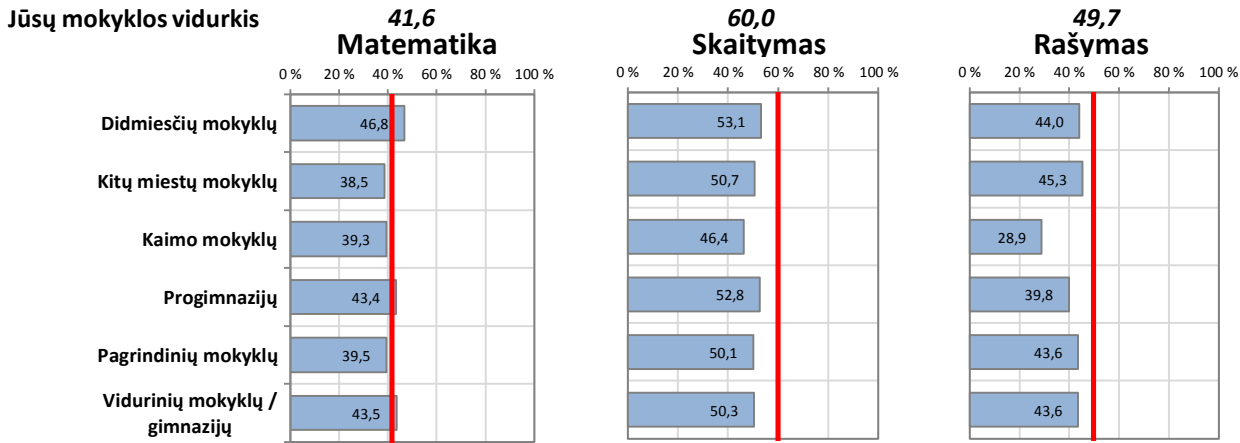 Jūsų mokyklos vidurkis 41,6 60,0 49,7
Matematika Skaitymas Rašymas
0 % 20 % 40 % 60 % 80 % 100 % 0 % 20 % 40 % 60 % 80 % 100 % 0 % 20 % 40 % 60 % 80 % 100 %
Didmiesčių mokyklų 46,8 53,1 44,0
Kitų miestų mokyklų 38,5 50,7 45,3
Kaimo mokyklų 39,3 46,4 28,9
Progimnazijų 43,4 52,8 39,8
Pagrindinių mokyklų 39,5 50,1 43,6
Vidurinių mokyklų /
gimnazijų 43,5 50,3 43,6